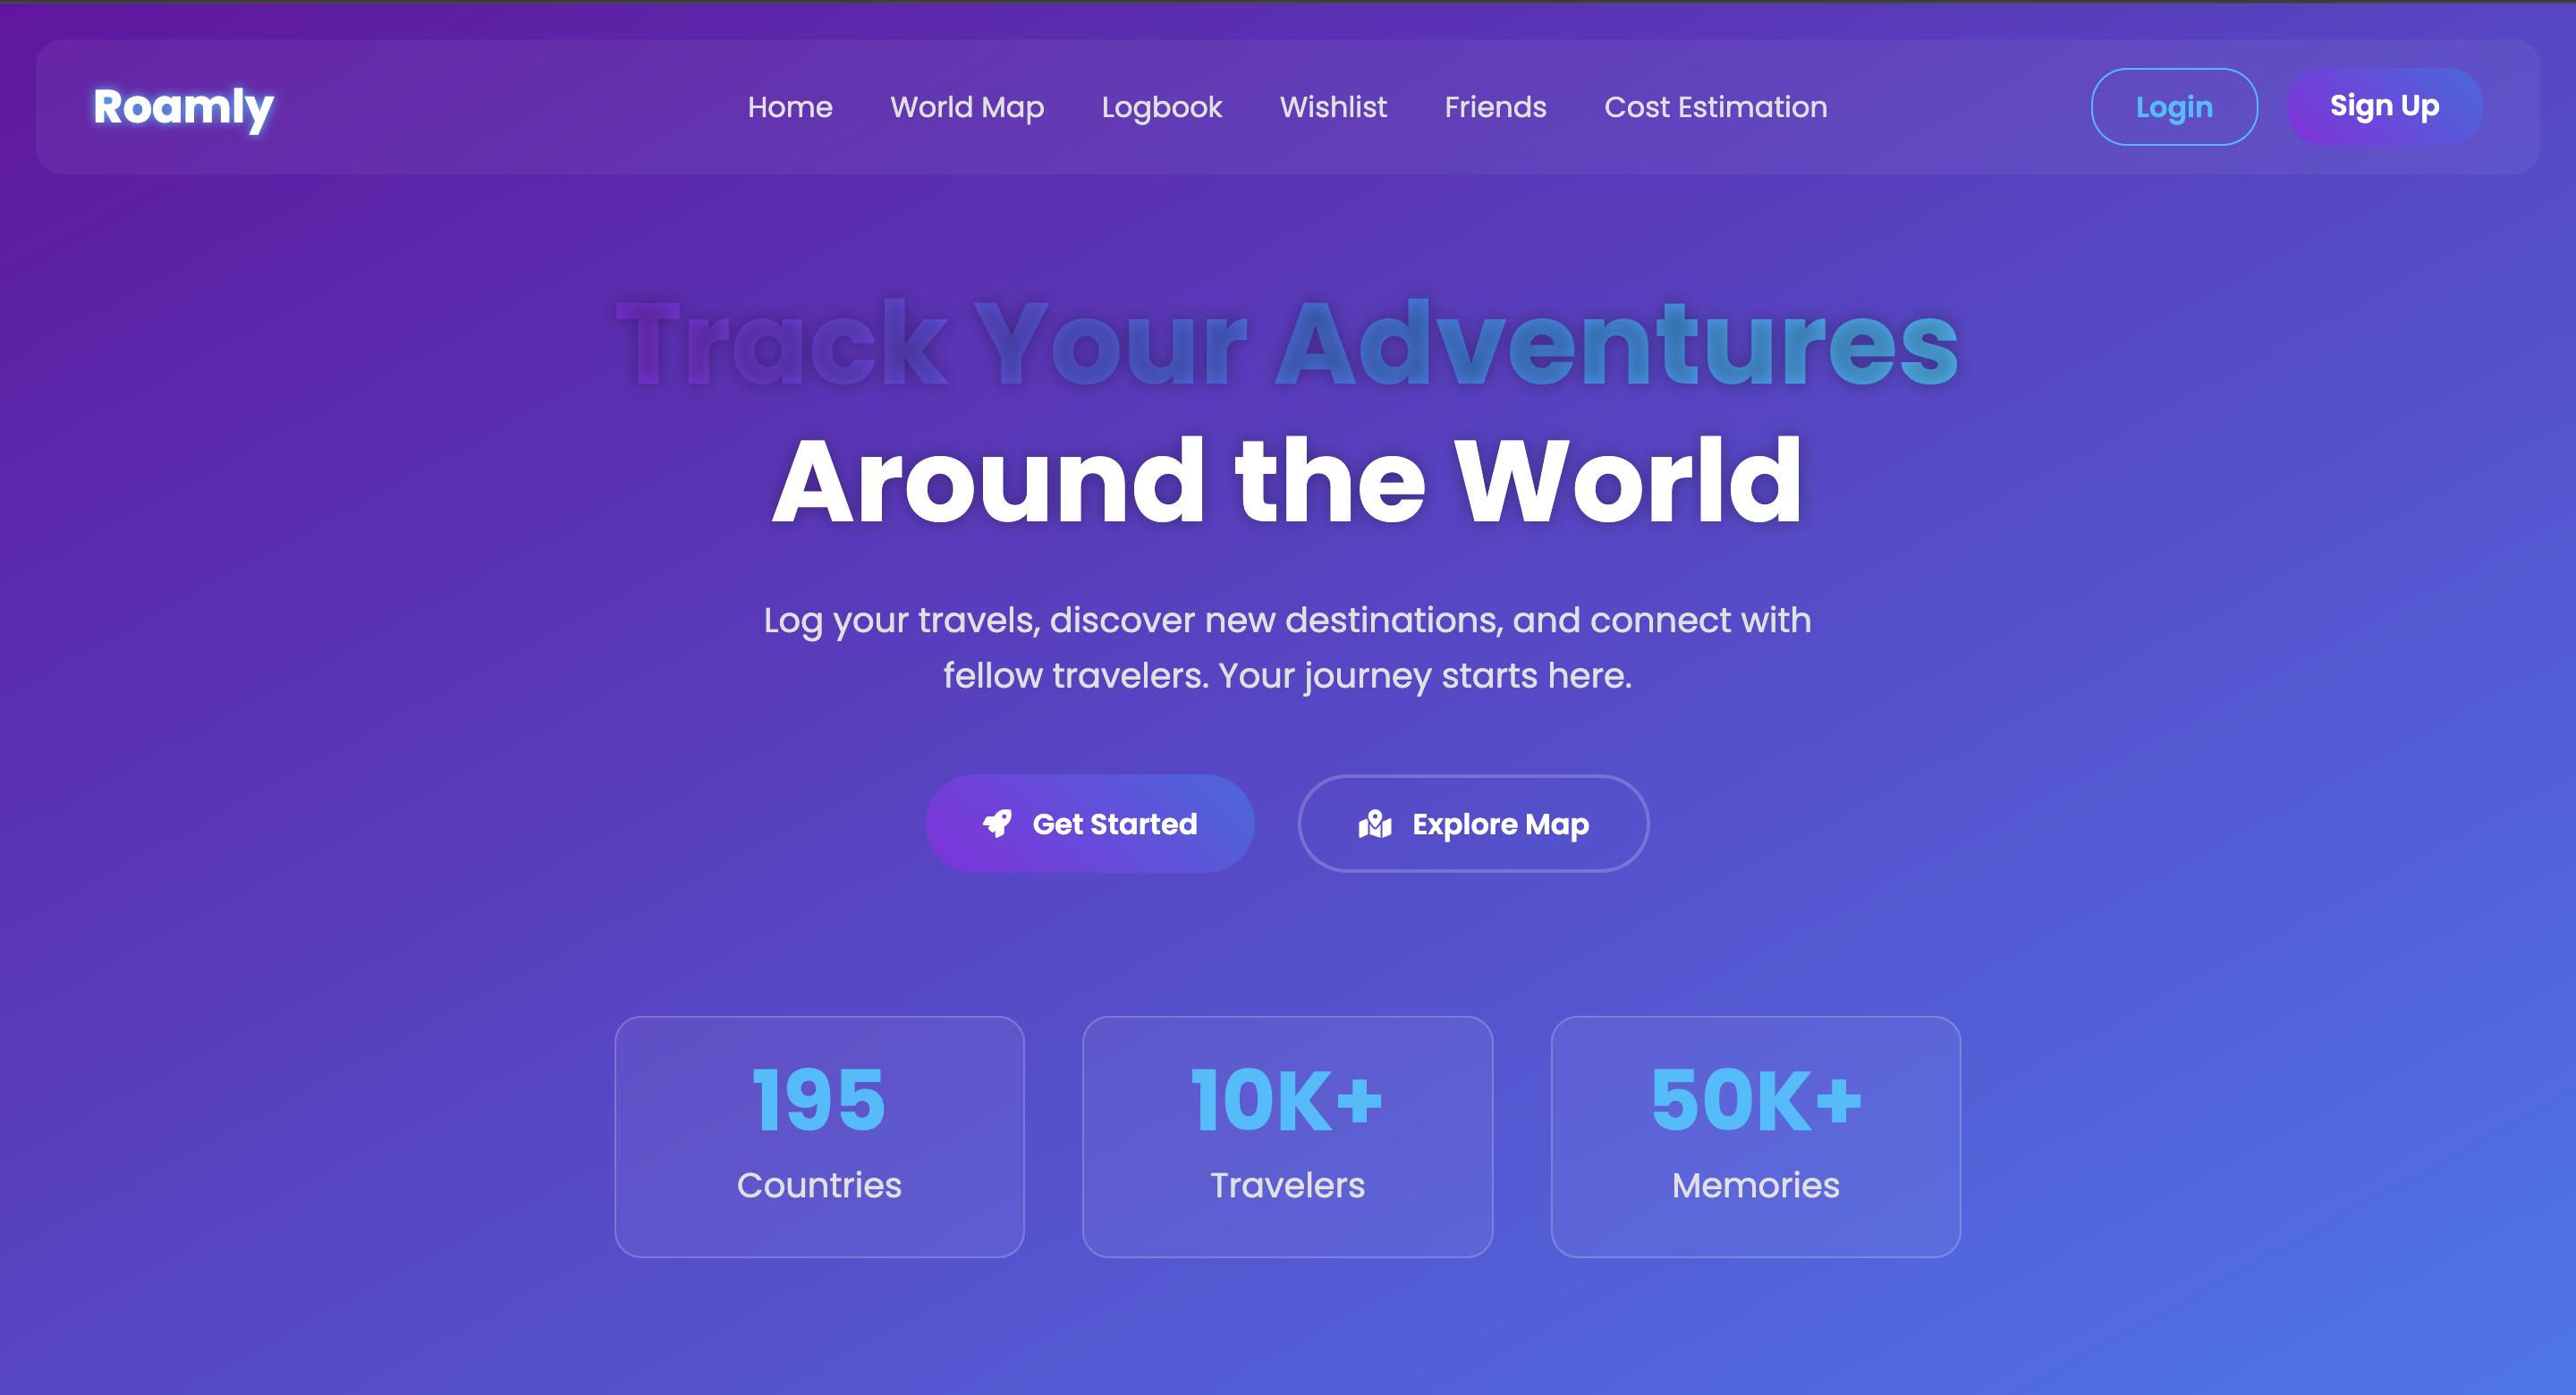 Roamly
Home World Map Logbook Wishlist Friends Cost Estimation Login Sign Up
Track Your Adventures
Around the World
Log your travels, discover new destinations, and connect with
fellow travelers. Your journey starts here.
Get Started Explore Map
195 10K+ 50K+
Countries Travelers Memories